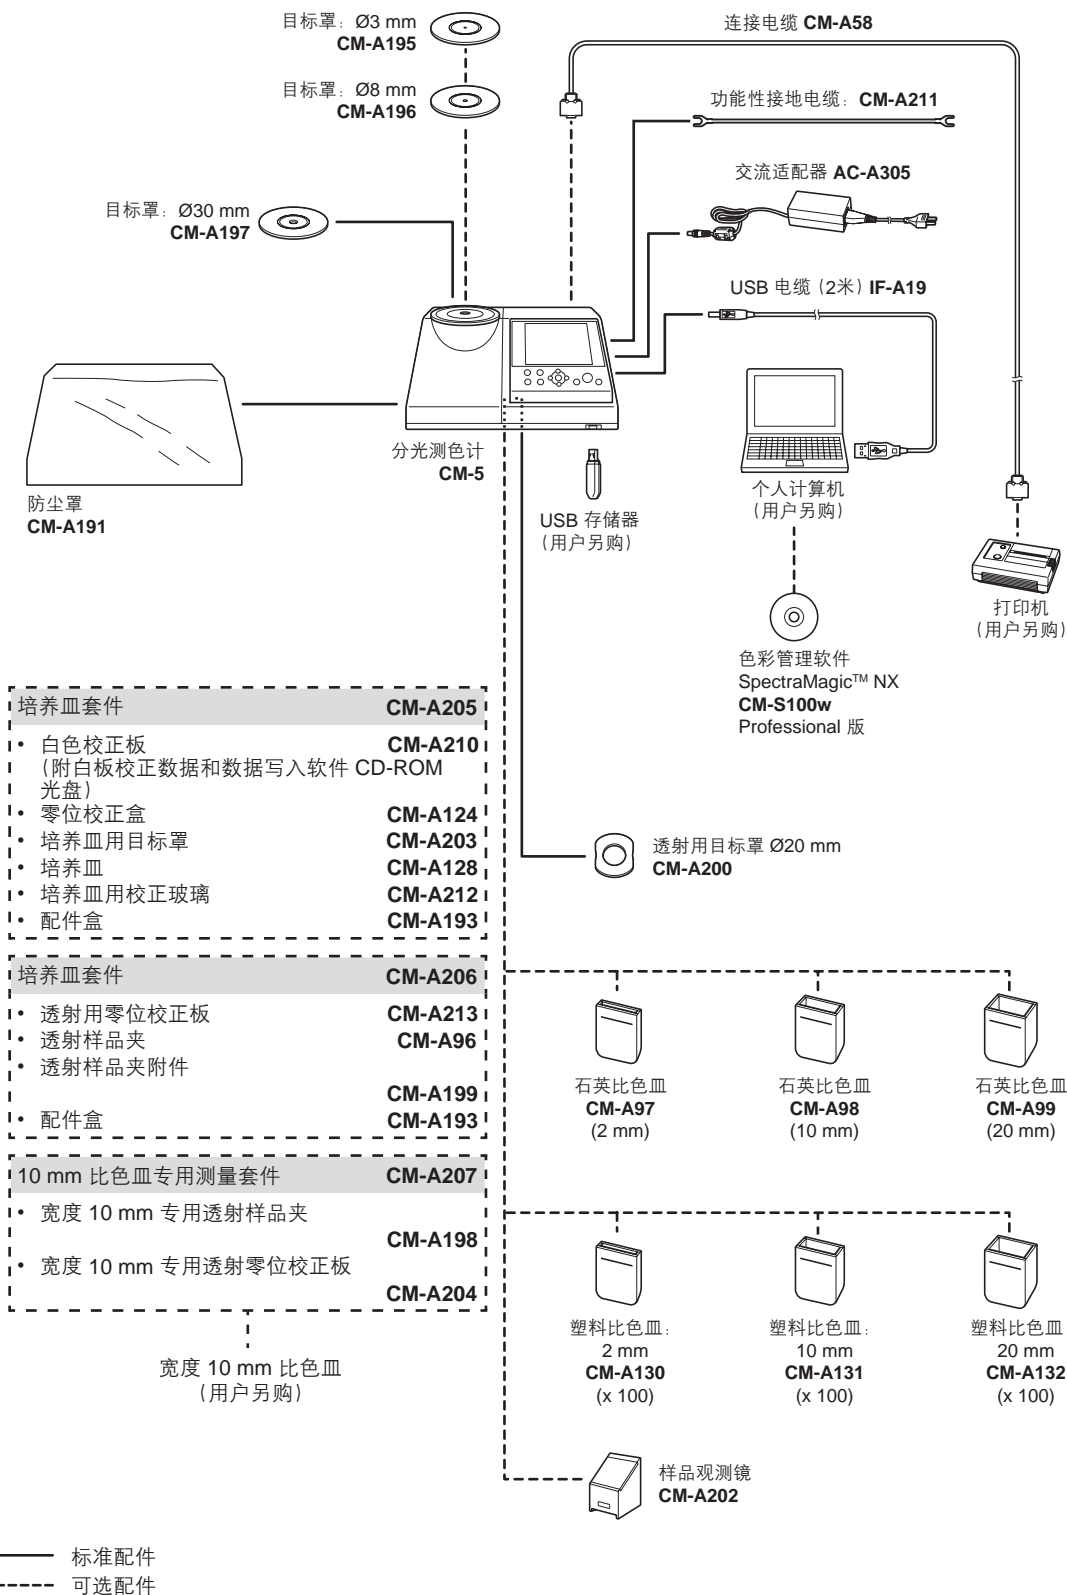 目标罩：Ø3 mm
CM-A195
目标罩：Ø8 mm
CM-A196
目标罩：Ø30 mm
CM-A197
连接电缆 CM-A58
功能性接地电缆：CM-A211
交流适配器 AC-A305
USB 电缆（2米）IF-A19
分光测色计
CM-5
防尘罩
CM-A191
USB 存储器
（用户另购）
个人计算机
（用户另购）
打印机
（用户另购）
色彩管理软件
SpectraMagic™ NX
CM-S100w
Professional 版
培养皿套件 CM-A205
• 白色校正板 CM-A210
（附白板校正数据和数据写入软件 CD-ROM
光盘）
• 零位校正盒 CM-A124
• 培养皿用目标罩 CM-A203
• 培养皿 CM-A128
• 培养皿用校正玻璃 CM-A212
• 配件盒 CM-A193
培养皿套件 CM-A206
• 透射用零位校正板 CM-A213
• 透射样品夹 CM-A96
• 透射样品夹附件
CM-A199
• 配件盒 CM-A193
10 mm 比色皿专用测量套件 CM-A207
• 宽度 10 mm 专用透射样品夹
CM-A198
• 宽度 10 mm 专用透射零位校正板
CM-A204
宽度 10 mm 比色皿
（用户另购）
透射用目标罩 Ø20 mm
CM-A200
石英比色皿
CM-A97
(2 mm)
石英比色皿
CM-A98
(10 mm)
石英比色皿
CM-A99
(20 mm)
塑料比色皿：
2 mm
CM-A130
(x 100)
塑料比色皿：
10 mm
CM-A131
(x 100)
塑料比色皿
20 mm
CM-A132
(x 100)
样品观测镜
CM-A202
标准配件
可选配件